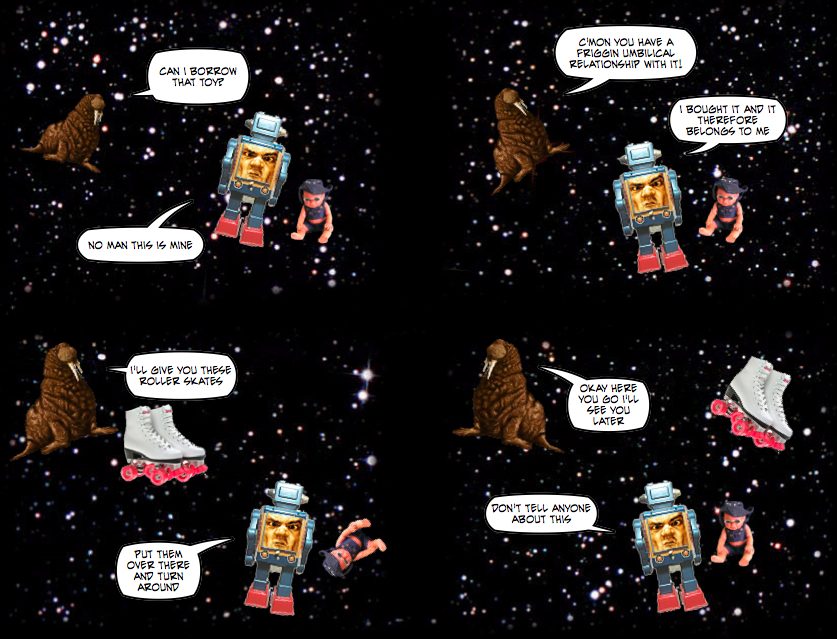 CAN I BORROW
THAT TOY?
NO MAN THIS IS MINE
C'MON YOU HAVE A
FRIGGIN UMBILICAL
RELATIONSHIP WITH IT!
I BOUGHT IT AND IT
THEREFORE
BELONGS TO ME
I'LL GIVE YOU THESE
ROLLER SKATES
PUT THEM
OVER THERE
AND TURN
AROUND
OKAY HERE
YOU GO I'LL
SEE YOU
LATER
DON'T TELL ANYONE
ABOUT THIS